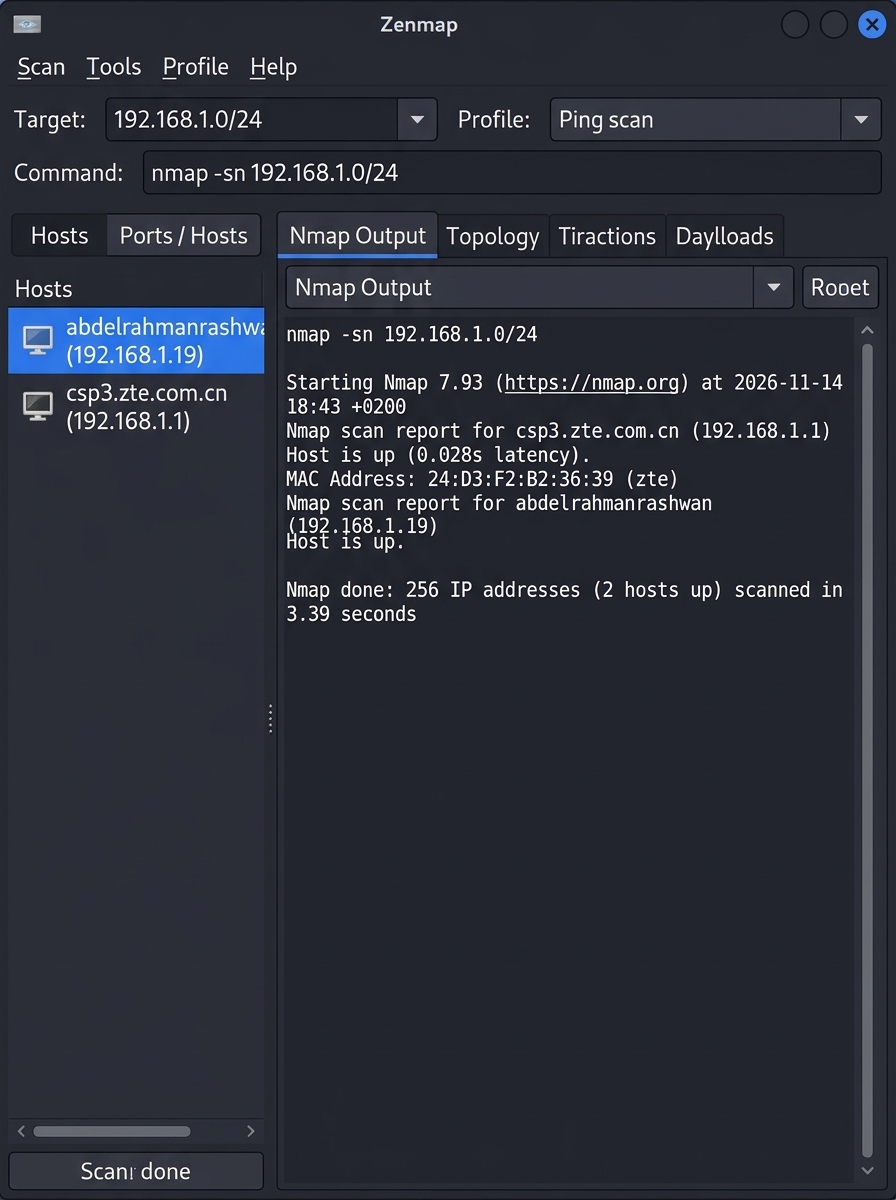 Zenmap
Scan Tools Profile Help
Target: 192.168.1.0/24 Profile: Ping scan
Command: nmap -sn 192.168.1.0/24
Hosts Ports / Hosts Nmap Output Topology Tiractions Daylloads
Hosts
Nmap Output Rooet
abdelrahmanrashwa
(192.168.1.19)
csp3.zte.com.cn
(192.168.1.1)
nmap -sn 192.168.1.0/24
Starting Nmap 7.93 (https://nmap.org) at 2026-11-14
18:43 +0200
Nmap scan report for csp3.zte.com.cn (192.168.1.1)
Host is up (0.028s latency).
MAC Address: 24:D3:F2:B2:36:39 (zte)
Nmap scan report for abdelrahmanrashwan
(192.168.1.19)
Host is up.
Nmap done: 256 IP addresses (2 hosts up) scanned in
3.39 seconds
Scanr done